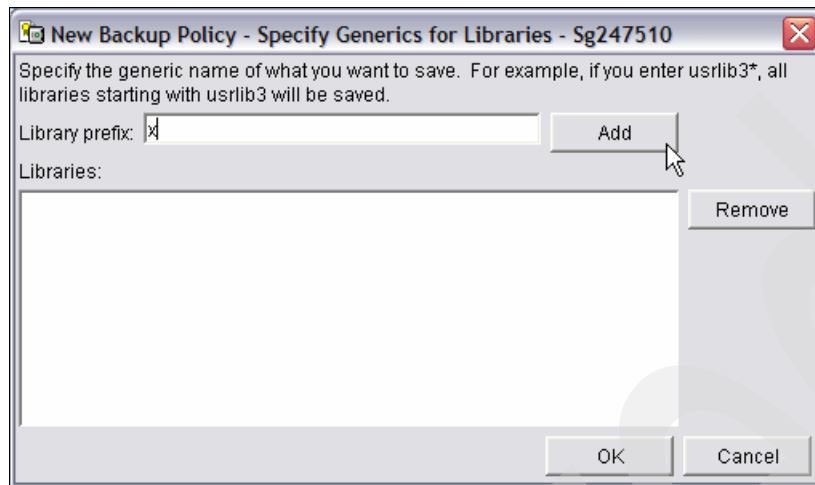 New Backup Policy - Specify Generics for Libraries - Sg247510
Specify the generic name of what you want to save. For example, if you enter usrlib3*, all
libraries starting with usrlib3 will be saved.
Library prefix: x Add
Libraries:
Remove
OK Cancel